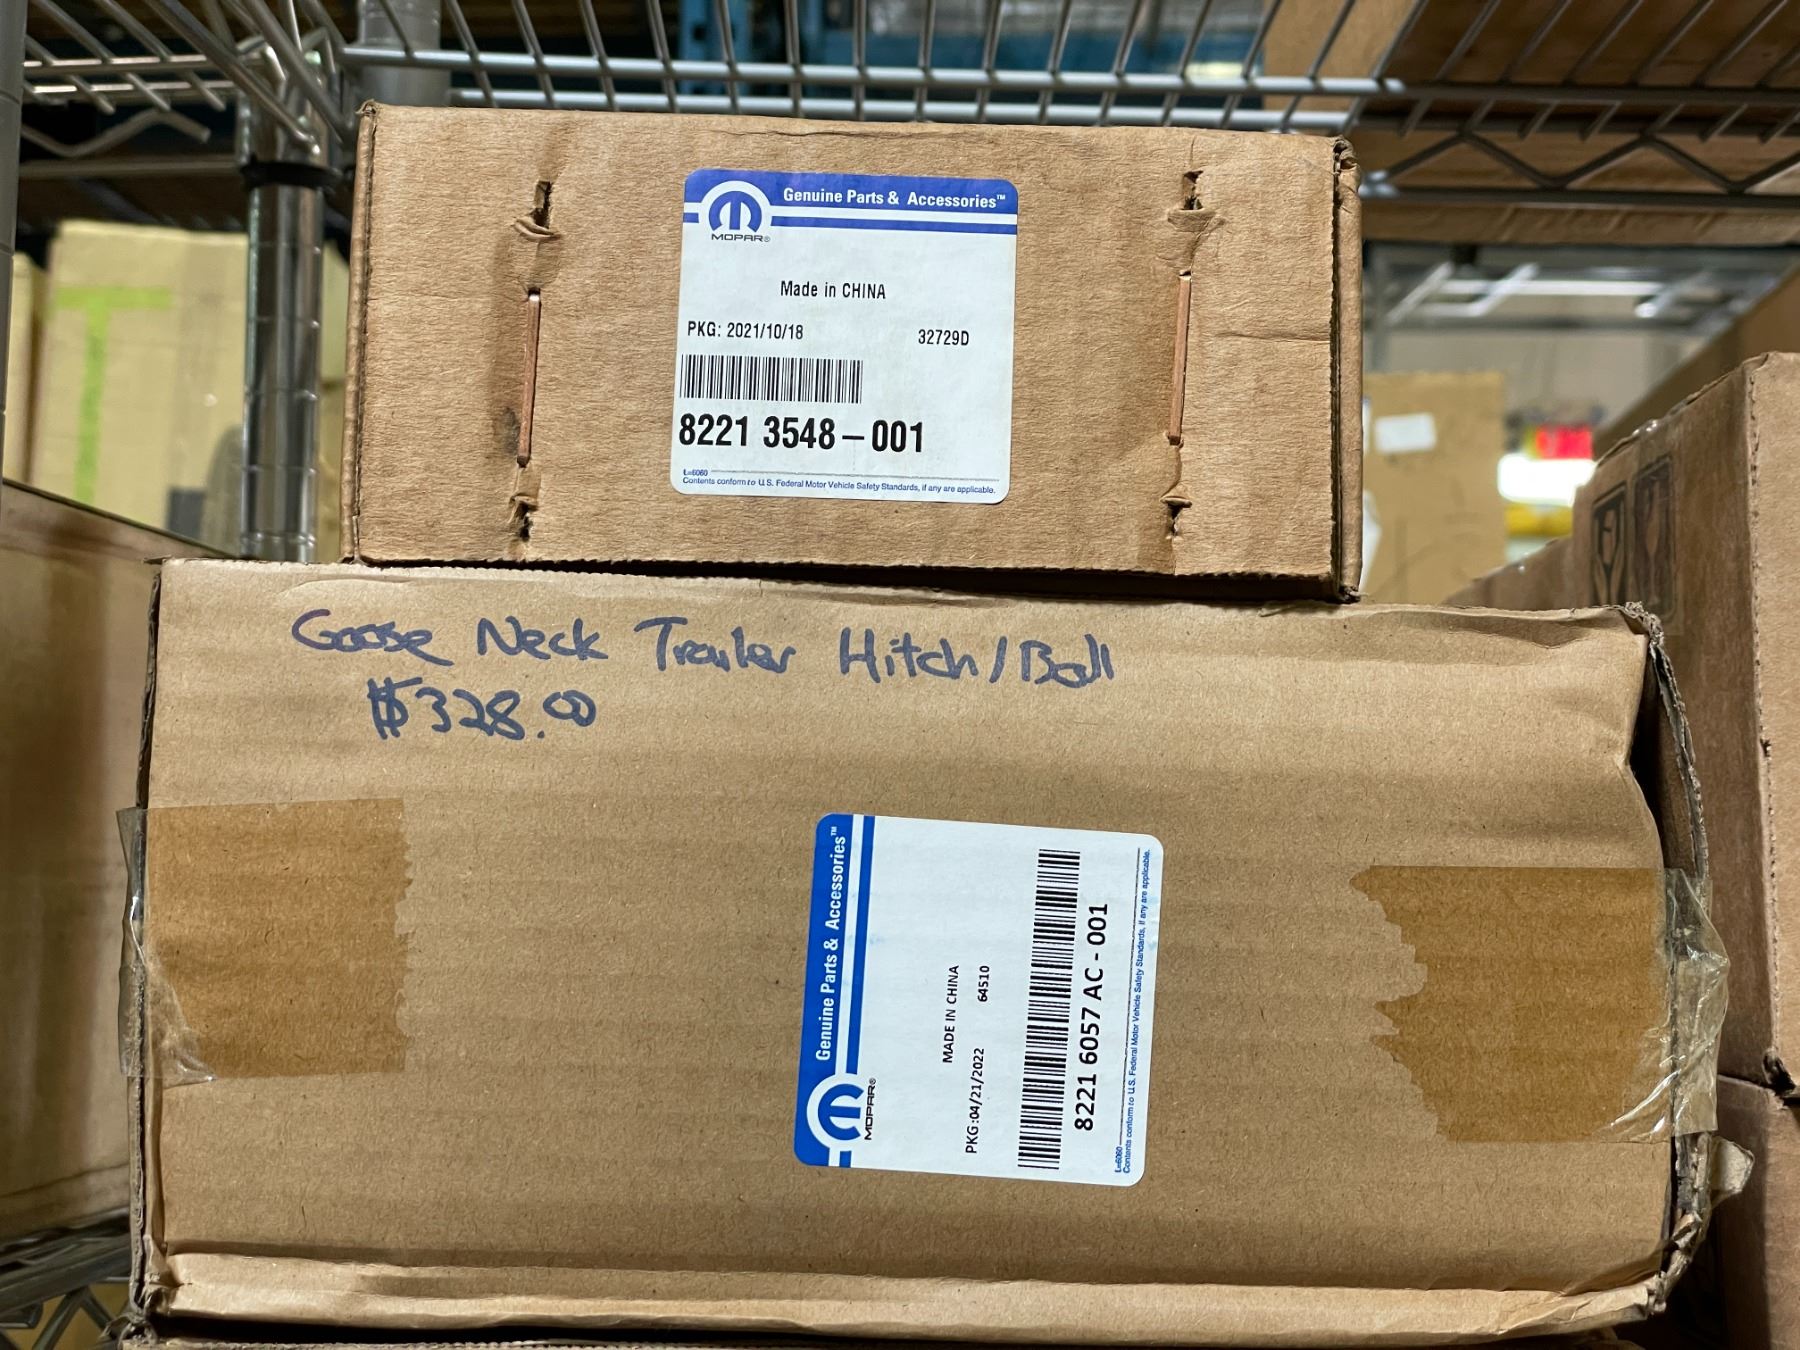 Genuine Parts & Accessories™
MOPAR®
Made in CHINA
PKG: 2021/10/18 32729D
8221 3548-001
L=6060
Contents conform to U.S. Federal Motor Vehicle Safety Standards, if any are applicable.
Goose Neck Trailer Hitch/Ball
$328.00
Genuine Parts & Accessories™
MOPAR®
MADE IN CHINA
PKG:04/21/2022 64510
8221 6057 AC - 001
L=6060
Contents conform to U.S. Federal Motor Vehicle Safety Standards, if any are applicable.